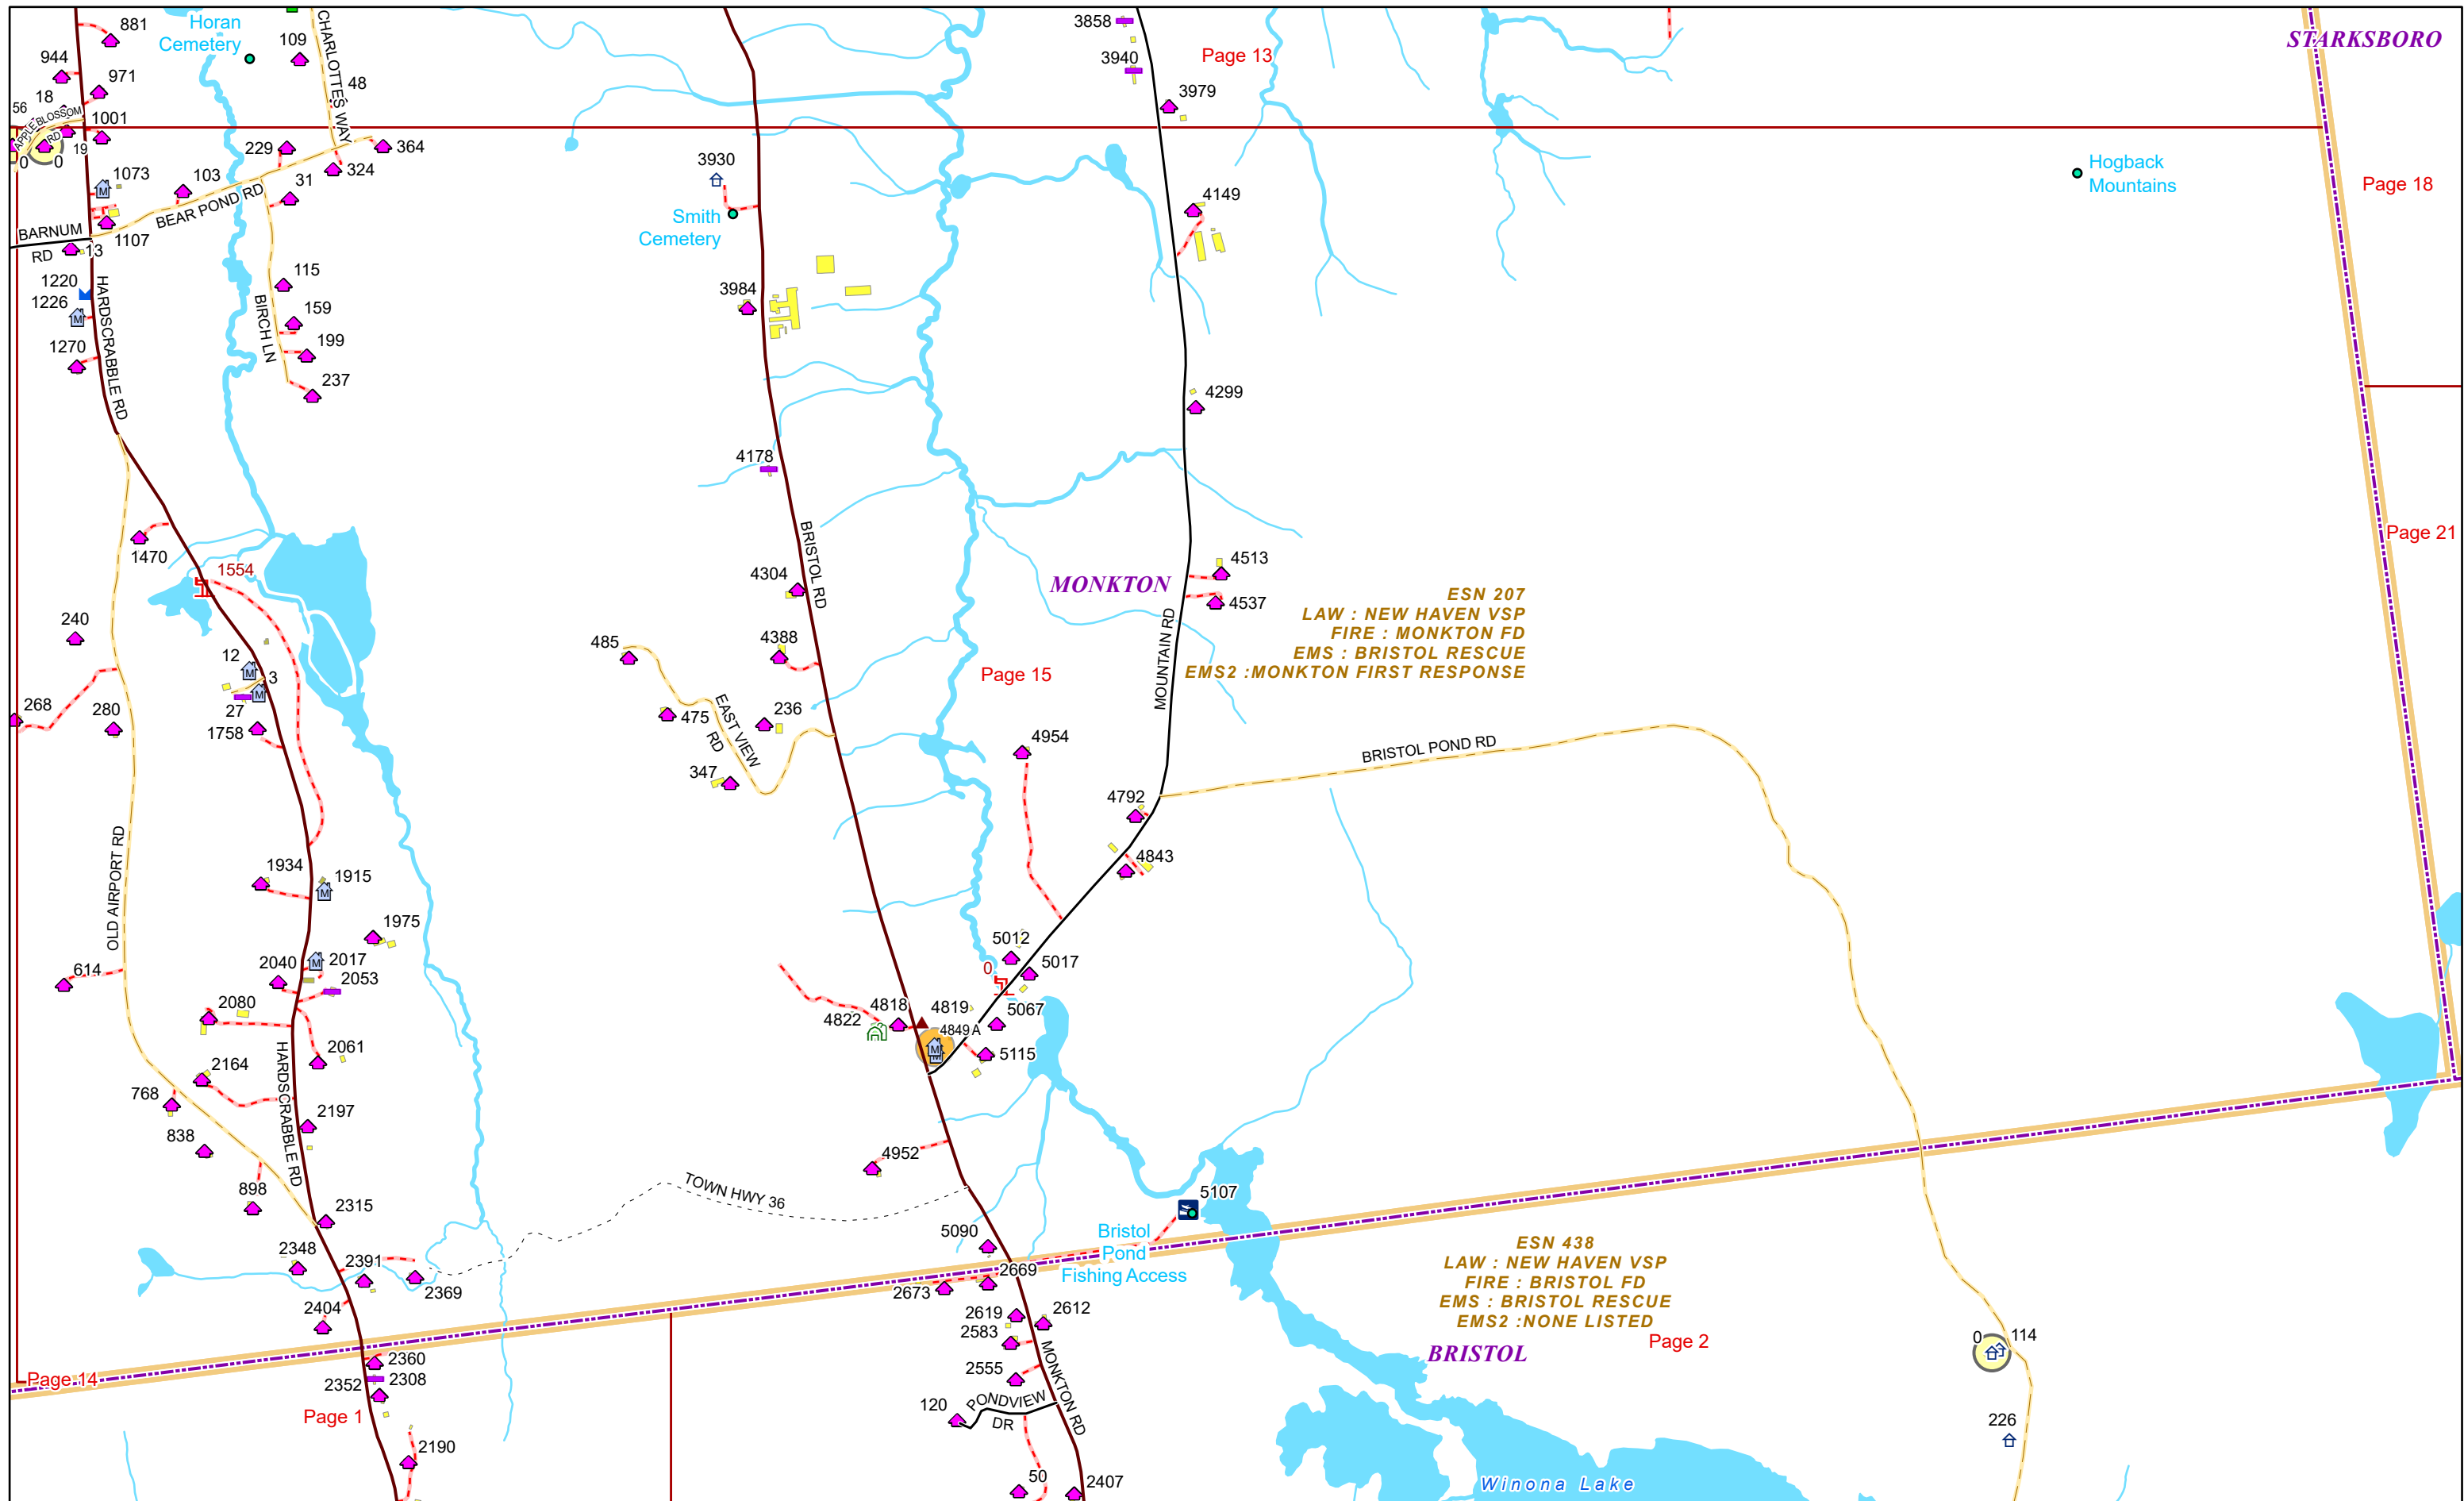 881
Horan
Cemetery
944
971
109
CHARLOTTES WAY
48
18
56
APPLE BLOSSOM
RD
1001
19
0
0
229
364
324
1073
103
31
BEAR POND RD
BARNUM
RD
1107
13
1220
1226
HARDSCRABBLE RD
115
BIRCH LN
159
199
1270
237
3858
3940
Page 13
3979
STARKSBORO
3930
Smith
Cemetery
4149
Hogback
Mountains
Page 18
3984
4299
4178
BRISTOL RD
1470
1554
4304
MONKTON
4513
4537
Page 21
ESN 207
LAW : NEW HAVEN VSP
FIRE : MONKTON FD
EMS : BRISTOL RESCUE
EMS2 :MONKTON FIRST RESPONSE
240
12
3
27
268
280
1758
485
4388
475
EAST VIEW
RD
236
347
Page 15
MOUNTAIN RD
4954
BRISTOL POND RD
4792
4843
OLD AIRPORT RD
1934
1915
1975
614
2040
2017
2053
2080
2061
HARDSCRABBLE RD
2164
768
2197
838
898
2315
5012
0
5017
4818
4819
4822
4849 A
5067
5115
4952
TOWN HWY 36
5107
5090
Bristol
Pond
Fishing Access
2348
2391
2369
2404
2669
2673
2619
2612
2583
2555
MONKTON RD
ESN 438
LAW : NEW HAVEN VSP
FIRE : BRISTOL FD
EMS : BRISTOL RESCUE
EMS2 :NONE LISTED
Page 2
BRISTOL
0
114
Page 14
2360
2352
2308
Page 1
120
PONDVIEW
DR
226
2190
50
2407
Winona Lake